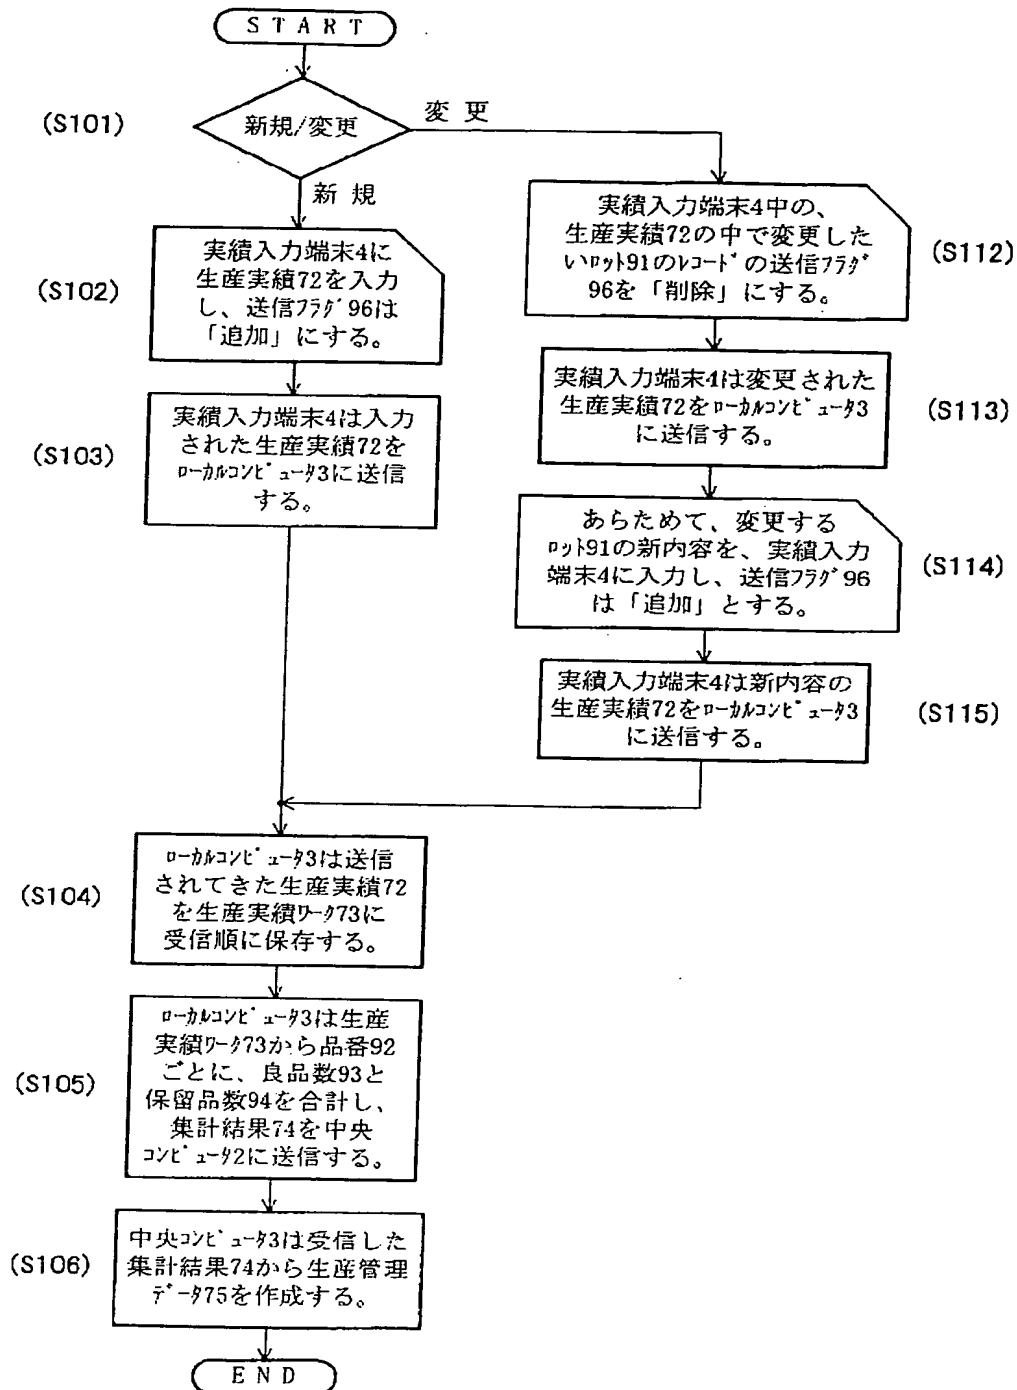 START
(S101)
新規/変更
変更
新規
(S102)
実績入力端末4に
生産実績72を入力
し、送信ﾌﾗｸﾞ96は
「追加」にする。
(S103)
実績入力端末4は入力
された生産実績72を
ﾛｰｶﾙｺﾝﾋﾟｭｰﾀ3に送信
する。
実績入力端末4中の、
生産実績72の中で変更した
いﾛｯﾄ91のﾚｺｰﾄﾞの送信ﾌﾗｸﾞ
96を「削除」にする。
(S112)
実績入力端末4は変更された
生産実績72をﾛｰｶﾙｺﾝﾋﾟｭｰﾀ3
に送信する。
(S113)
あらためて、変更する
ﾛｯﾄ91の新内容を、実績入力
端末4に入力し、送信ﾌﾗｸﾞ96
は「追加」とする。
(S114)
実績入力端末4は新内容の
生産実績72をﾛｰｶﾙｺﾝﾋﾟｭｰﾀ3
に送信する。
(S115)
(S104)
ﾛｰｶﾙｺﾝﾋﾟｭｰﾀ3は送信
されてきた生産実績72
を生産実績ﾜｰｸ73に
受信順に保存する。
(S105)
ﾛｰｶﾙｺﾝﾋﾟｭｰﾀ3は生産
実績ﾜｰｸ73から品番92
ごとに、良品数93と
保留品数94を合計し、
集計結果74を中央
ｺﾝﾋﾟｭｰﾀ2に送信する。
(S106)
中央ｺﾝﾋﾟｭｰﾀ3は受信した
集計結果74から生産管理
ﾃﾞｰﾀ75を作成する。
END